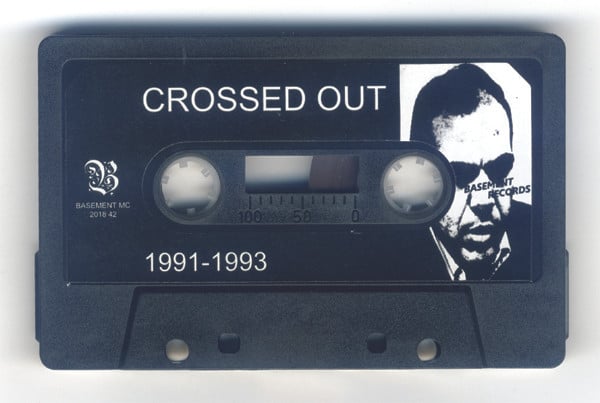 CROSSED OUT
B
BASEMENT MC
2018 42
BASEMENT
RECORDS
100 50 0
1991-1993